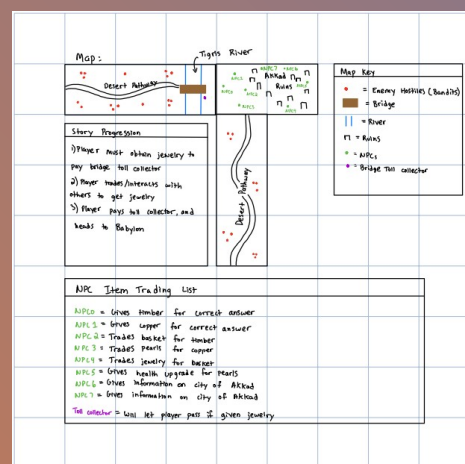 Map:
Tigris River
Desert Pathway
NPC7
NPC6
Akkad
Ruins
NPC5
Desert Pathway
Map Key
= Enemy Hostiles (Bandits)
= Bridge
= River
= Ruins
= NPCs
= Bridge Toll collector
Story Progression
1) Player must obtain jewelry to
pay bridge toll collector
2) Player trades/interacts with
others to get jewelry
3) Player pays toll collector, and
heads to Babylon
NPC Item Trading List
NPC0 = Gives timber for correct answer
NPC1 = Gives copper for correct answer
NPC2 = Trades basket for timber
NPC3 = Trades pearls for copper
NPC4 = Trades jewelry for basket
NPC5 = Gives health upgrade for pearls
NPC6 = Gives information on city of Akkad
NPC7 = Gives information on city of Akkad
Toll collector = Will let player pass if given jewelry